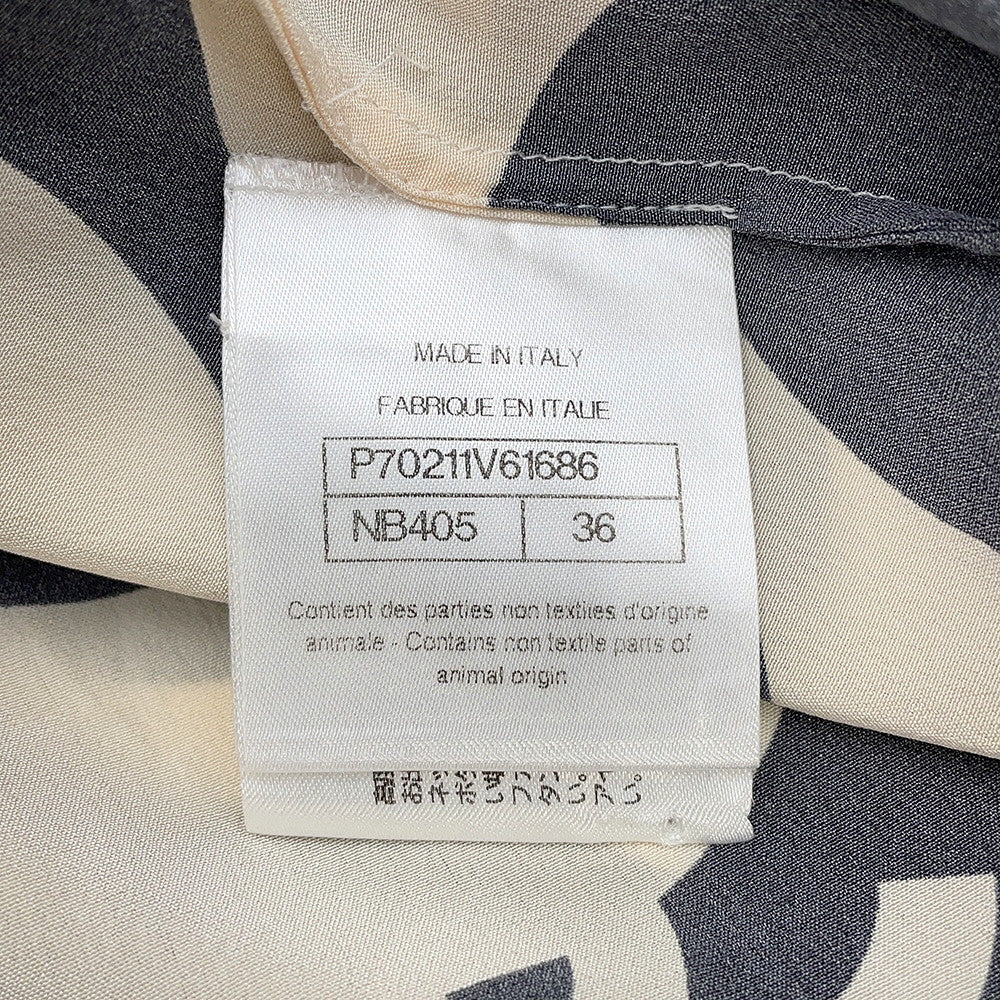 MADE IN ITALY
FABRIQUE EN ITALIE
P70211V61686
NB405 36
Contient des parties non textiles d'origine
animale - Contains non textile parts of
animal origin